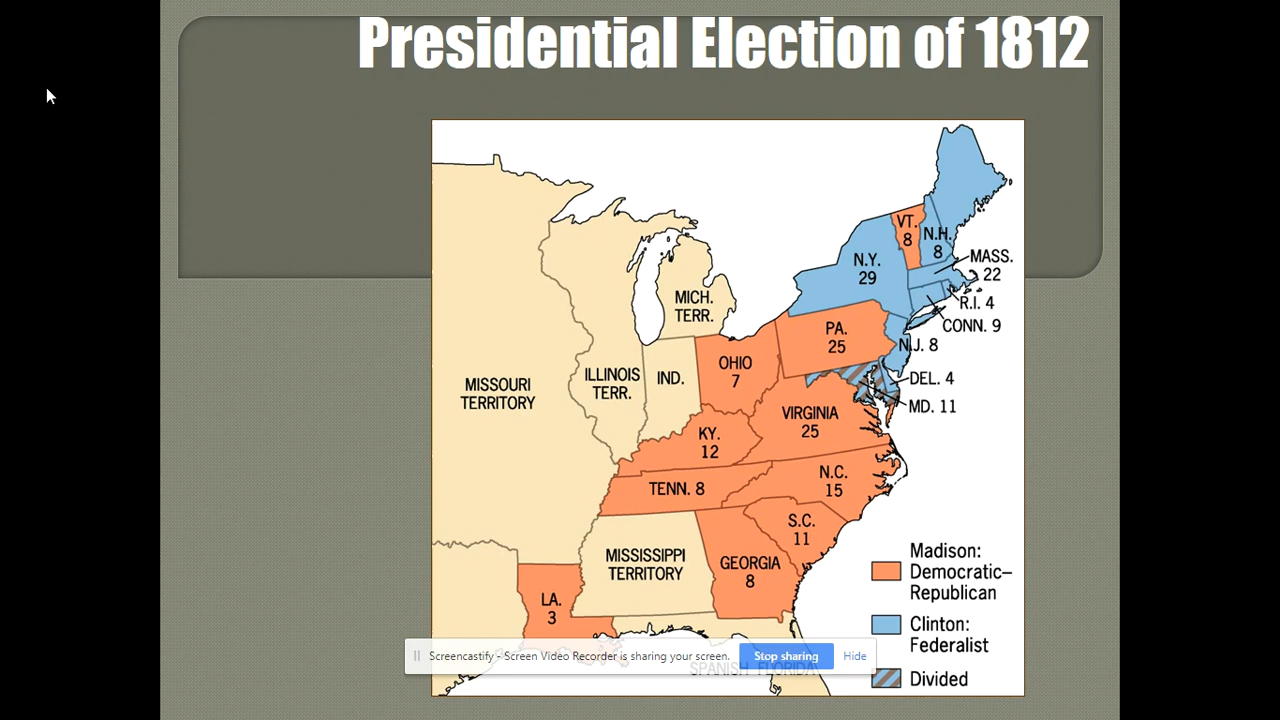 Presidential Election of 1812
VT.
8
N.H.
8
N.Y.
29
MASS.
22
MICH.
TERR.
R.I. 4
CONN. 9
PA.
25
N.J. 8
OHIO
7
ILLINOIS
TERR.
IND.
DEL. 4
MISSOURI
TERRITORY
MD. 11
VIRGINIA
25
KY.
12
N.C.
15
TENN. 8
S.C.
11
MISSISSIPPI
TERRITORY
GEORGIA
8
LA.
3
Madison:
Democratic–
Republican
Clinton:
Federalist
Divided
Screencastify - Screen Video Recorder is sharing your screen.
Stop sharing
Hide
SPANISH FLORIDA